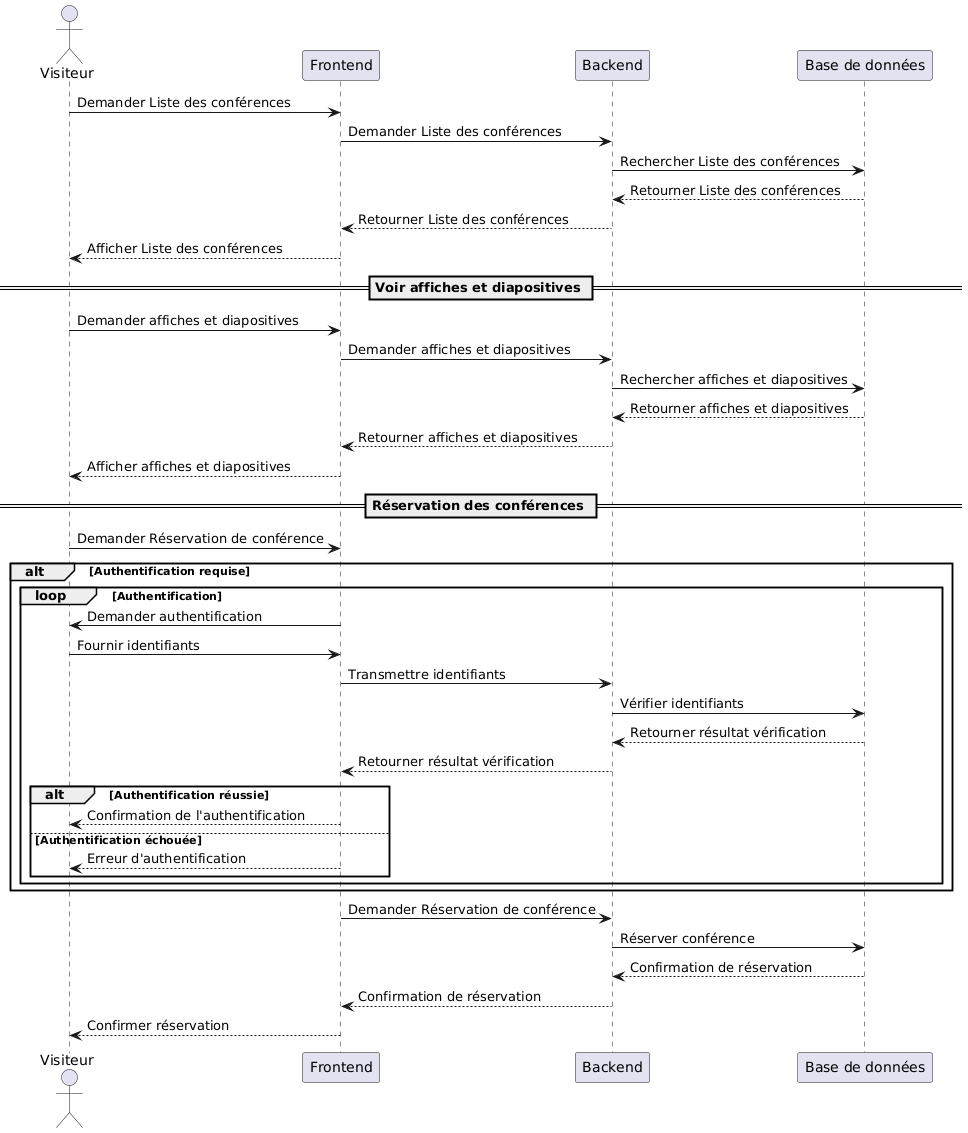 Visiteur
Frontend
Backend
Base de données
Demander Liste des conférences
Demander Liste des conférences
Rechercher Liste des conférences
Retourner Liste des conférences
Retourner Liste des conférences
Afficher Liste des conférences
Voir affiches et diapositives
Demander affiches et diapositives
Demander affiches et diapositives
Rechercher affiches et diapositives
Retourner affiches et diapositives
Retourner affiches et diapositives
Afficher affiches et diapositives
Réservation des conférences
Demander Réservation de conférence
alt [Authentification requise]
loop [Authentification]
Demander authentification
Fournir identifiants
Transmettre identifiants
Vérifier identifiants
Retourner résultat vérification
Retourner résultat vérification
alt [Authentification réussie]
Confirmation de l'authentification
[Authentification échouée]
Erreur d'authentification
Demander Réservation de conférence
Réserver conférence
Confirmation de réservation
Confirmation de réservation
Confirmer réservation
Visiteur
Frontend
Backend
Base de données